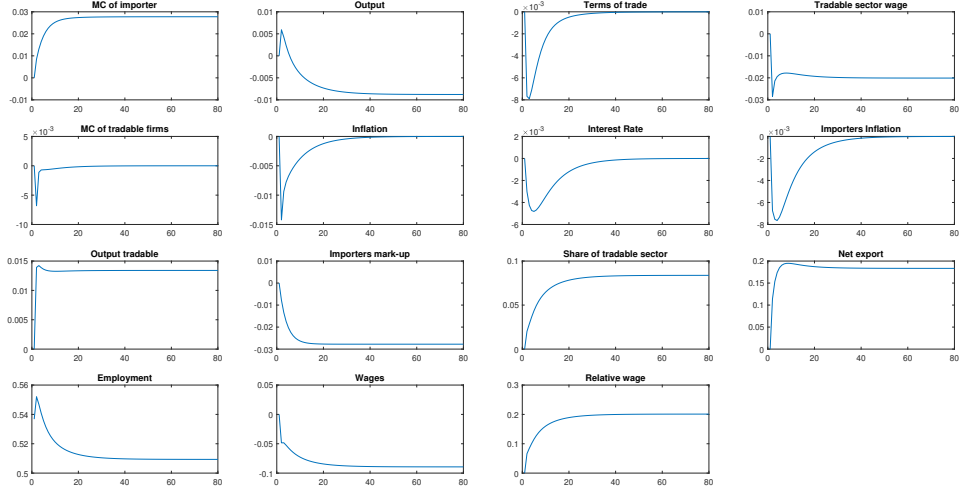 MC of importer
0.03
0.02
0.01
0
-0.01
0 20 40 60 80
Output
0.01
0.005
0
-0.005
-0.01
0 20 40 60 80
Terms of trade
×10-3
0
-2
-4
-6
-8
0 20 40 60 80
Tradable sector wage
0.01
0
-0.01
-0.02
-0.03
0 20 40 60 80
MC of tradable firms
×10-3
5
0
-5
-10
0 20 40 60 80
Inflation
0
-0.005
-0.01
-0.015
0 20 40 60 80
Interest Rate
×10-3
2
0
-2
-4
-6
0 20 40 60 80
Importers Inflation
×10-3
0
-2
-4
-6
-8
0 20 40 60 80
Output tradable
0.015
0.01
0.005
0
0 20 40 60 80
Importers mark-up
0.01
0
-0.01
-0.02
-0.03
0 20 40 60 80
Share of tradable sector
0.1
0.05
0
0 20 40 60 80
Net export
0.2
0.15
0.1
0.05
0
0 20 40 60 80
Employment
0.56
0.54
0.52
0.5
0 20 40 60 80
Wages
0.05
0
-0.05
-0.1
0 20 40 60 80
Relative wage
0.3
0.2
0.1
0
0 20 40 60 80